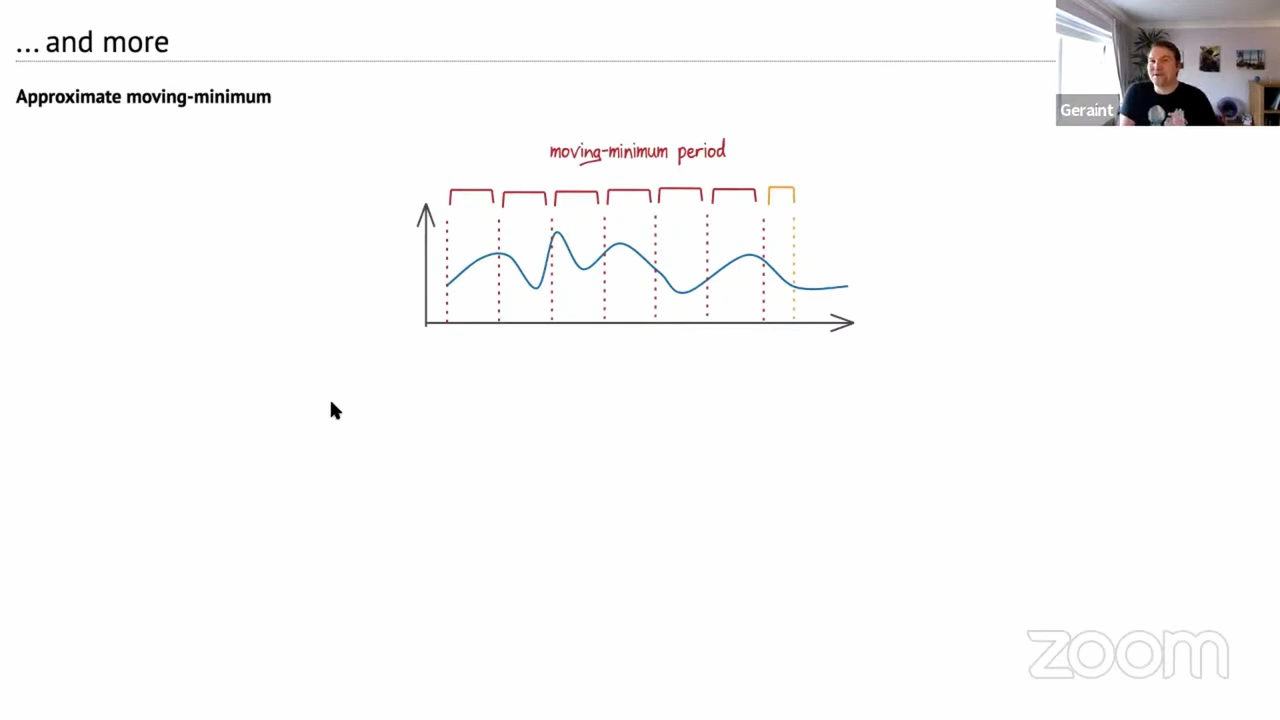 ... and more
Geraint
Approximate moving-minimum
moving-minimum period
zoom